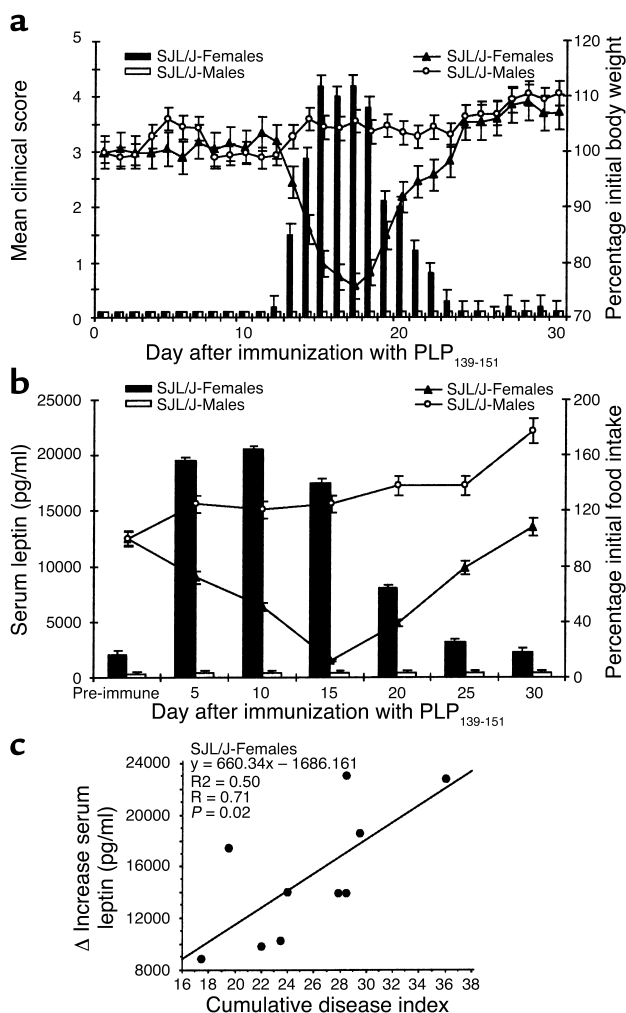 a
SJL/J-Females
SJL/J-Males
SJL/J-Females
SJL/J-Males
Mean clinical score
5
4
3
2
1
0
Percentage initial body weight
120
110
100
90
80
70
0 10 20 30
Day after immunization with PLP139-151
b
SJL/J-Females
SJL/J-Males
SJL/J-Females
SJL/J-Males
Serum leptin (pg/ml)
25000
20000
15000
10000
5000
0
Percentage initial food intake
200
160
120
80
40
0
Pre-immune 5 10 15 20 25 30
Day after immunization with PLP139-151
c
SJL/J-Females
y = 660.34x – 1686.161
R2 = 0.50
R = 0.71
P = 0.02
Δ Increase serum
leptin (pg/ml)
24000
20000
16000
12000
8000
16 18 20 22 24 26 28 29 30 32 34 36 38
Cumulative disease index